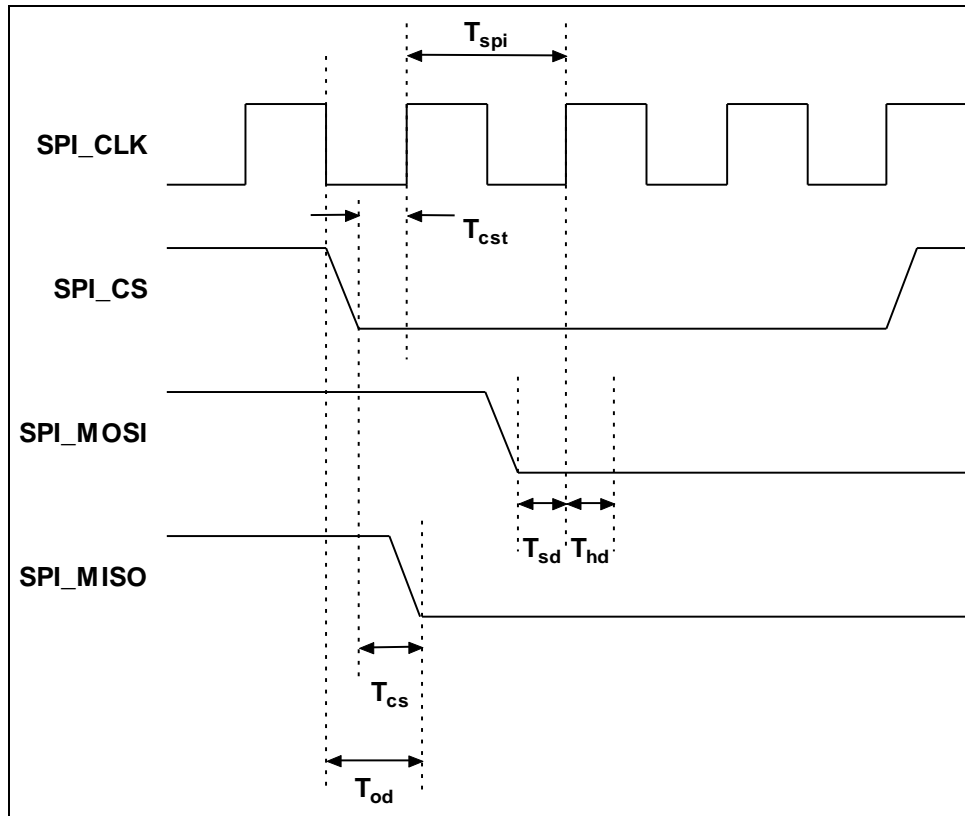 T_spi
SPI_CLK
T_cst
SPI_CS
SPI_MOSI
T_sd T_hd
SPI_MISO
T_cs
T_od